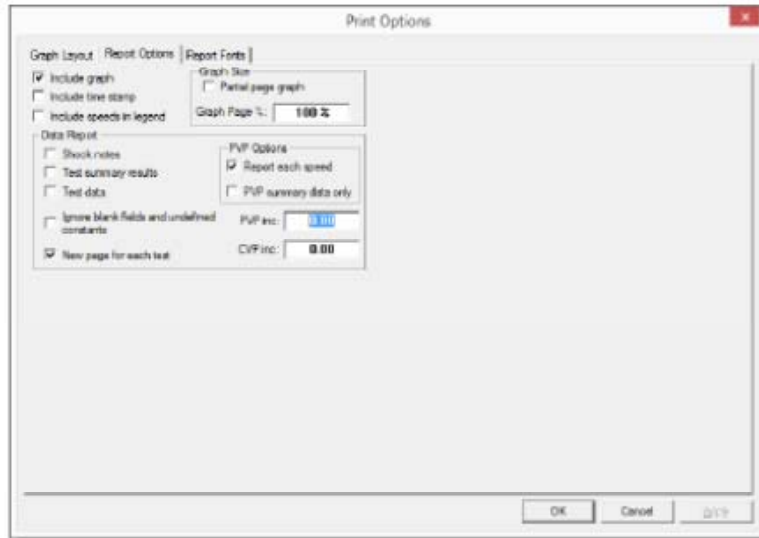 Print Options
Graph Layout Report Options Report Fonts
Include graph
Include time stamp
Include speeds in legend
Graph Size
Partial page graph
Graph Page %: 100 %
Data Report
Shock notes
Test summary results
Test data
Ignore blank fields and undefined
constants
New page for each test
PVP Options
Report each speed
PVP summary data only
PVP inc: 0.00
CVP inc: 0.00
OK Cancel